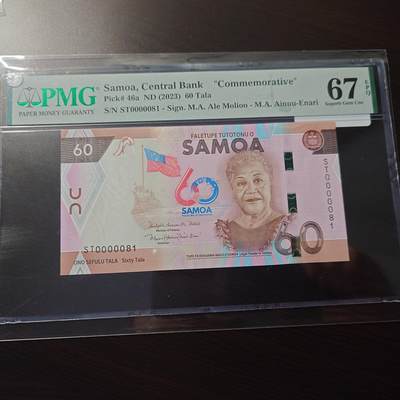 PMG
PAPER MONEY GUARANTY
Samoa, Central Bank "Commemorative"
Pick# 46a ND (2023) 60 Tala
S/N ST0000081 - Sign. M.A. Ale Molioo - M.A. Ainuu-Enari
67
EPQ
Superb Gem Unc
60
FALETUPE TUTOTONU O
SAMOA
60
SAMOA
ST0000081
ST0000081
ONO SEFULU TALA Sixty Tala
60